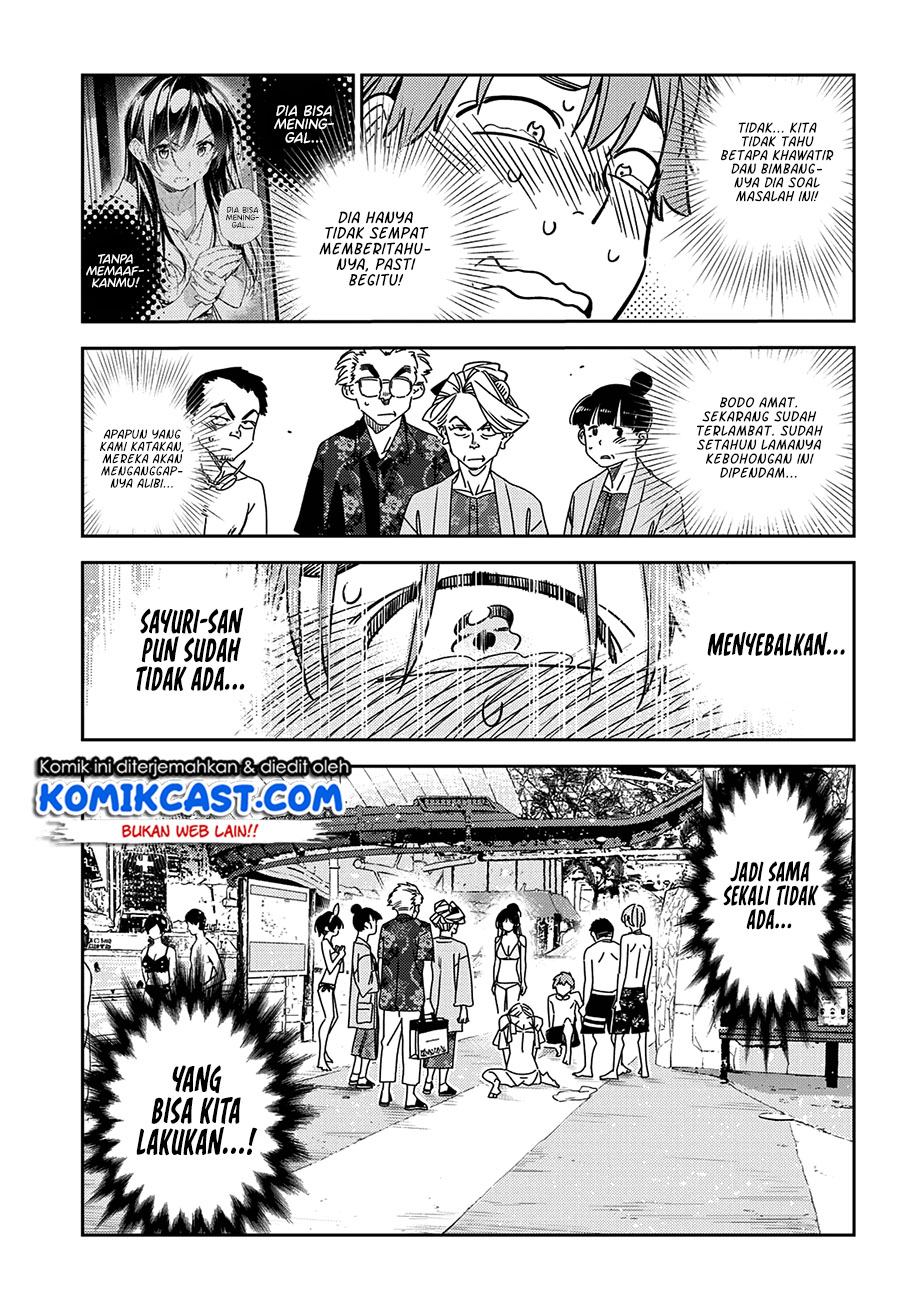 TIDAK... KITA
TIDAK TAHU
BETAPA KHAWATIR
DAN BIMBANG-
NYA DIA SOAL
MASALAH INI!
DIA HANYA
TIDAK SEMPAT
MEMBERITAHU-
NYA, PASTI
BEGITU!
DIA BISA
MENING-
GAL...
DIA BISA
MENING-
GAL...
TANPA
MEMAAF-
KANMU!
BODO AMAT.
SEKARANG SUDAH
TERLAMBAT. SUDAH
SETAHUN LAMANYA
KEBOHONGAN INI
DIPENDAM...
APAPUN YANG
KAMI KATAKAN,
MEREKA AKAN
MENGANGGAP-
NYA ALIBI...
MENYEBALKAN...
SAYURI-SAN
PUN SUDAH
TIDAK ADA...
Komik ini diterjemahkan & diedit oleh
KOMIKCAST.COM
BUKAN WEB LAIN!!
JADI SAMA
SEKALI TIDAK
ADA...
YANG
BISA KITA
LAKUKAN...!